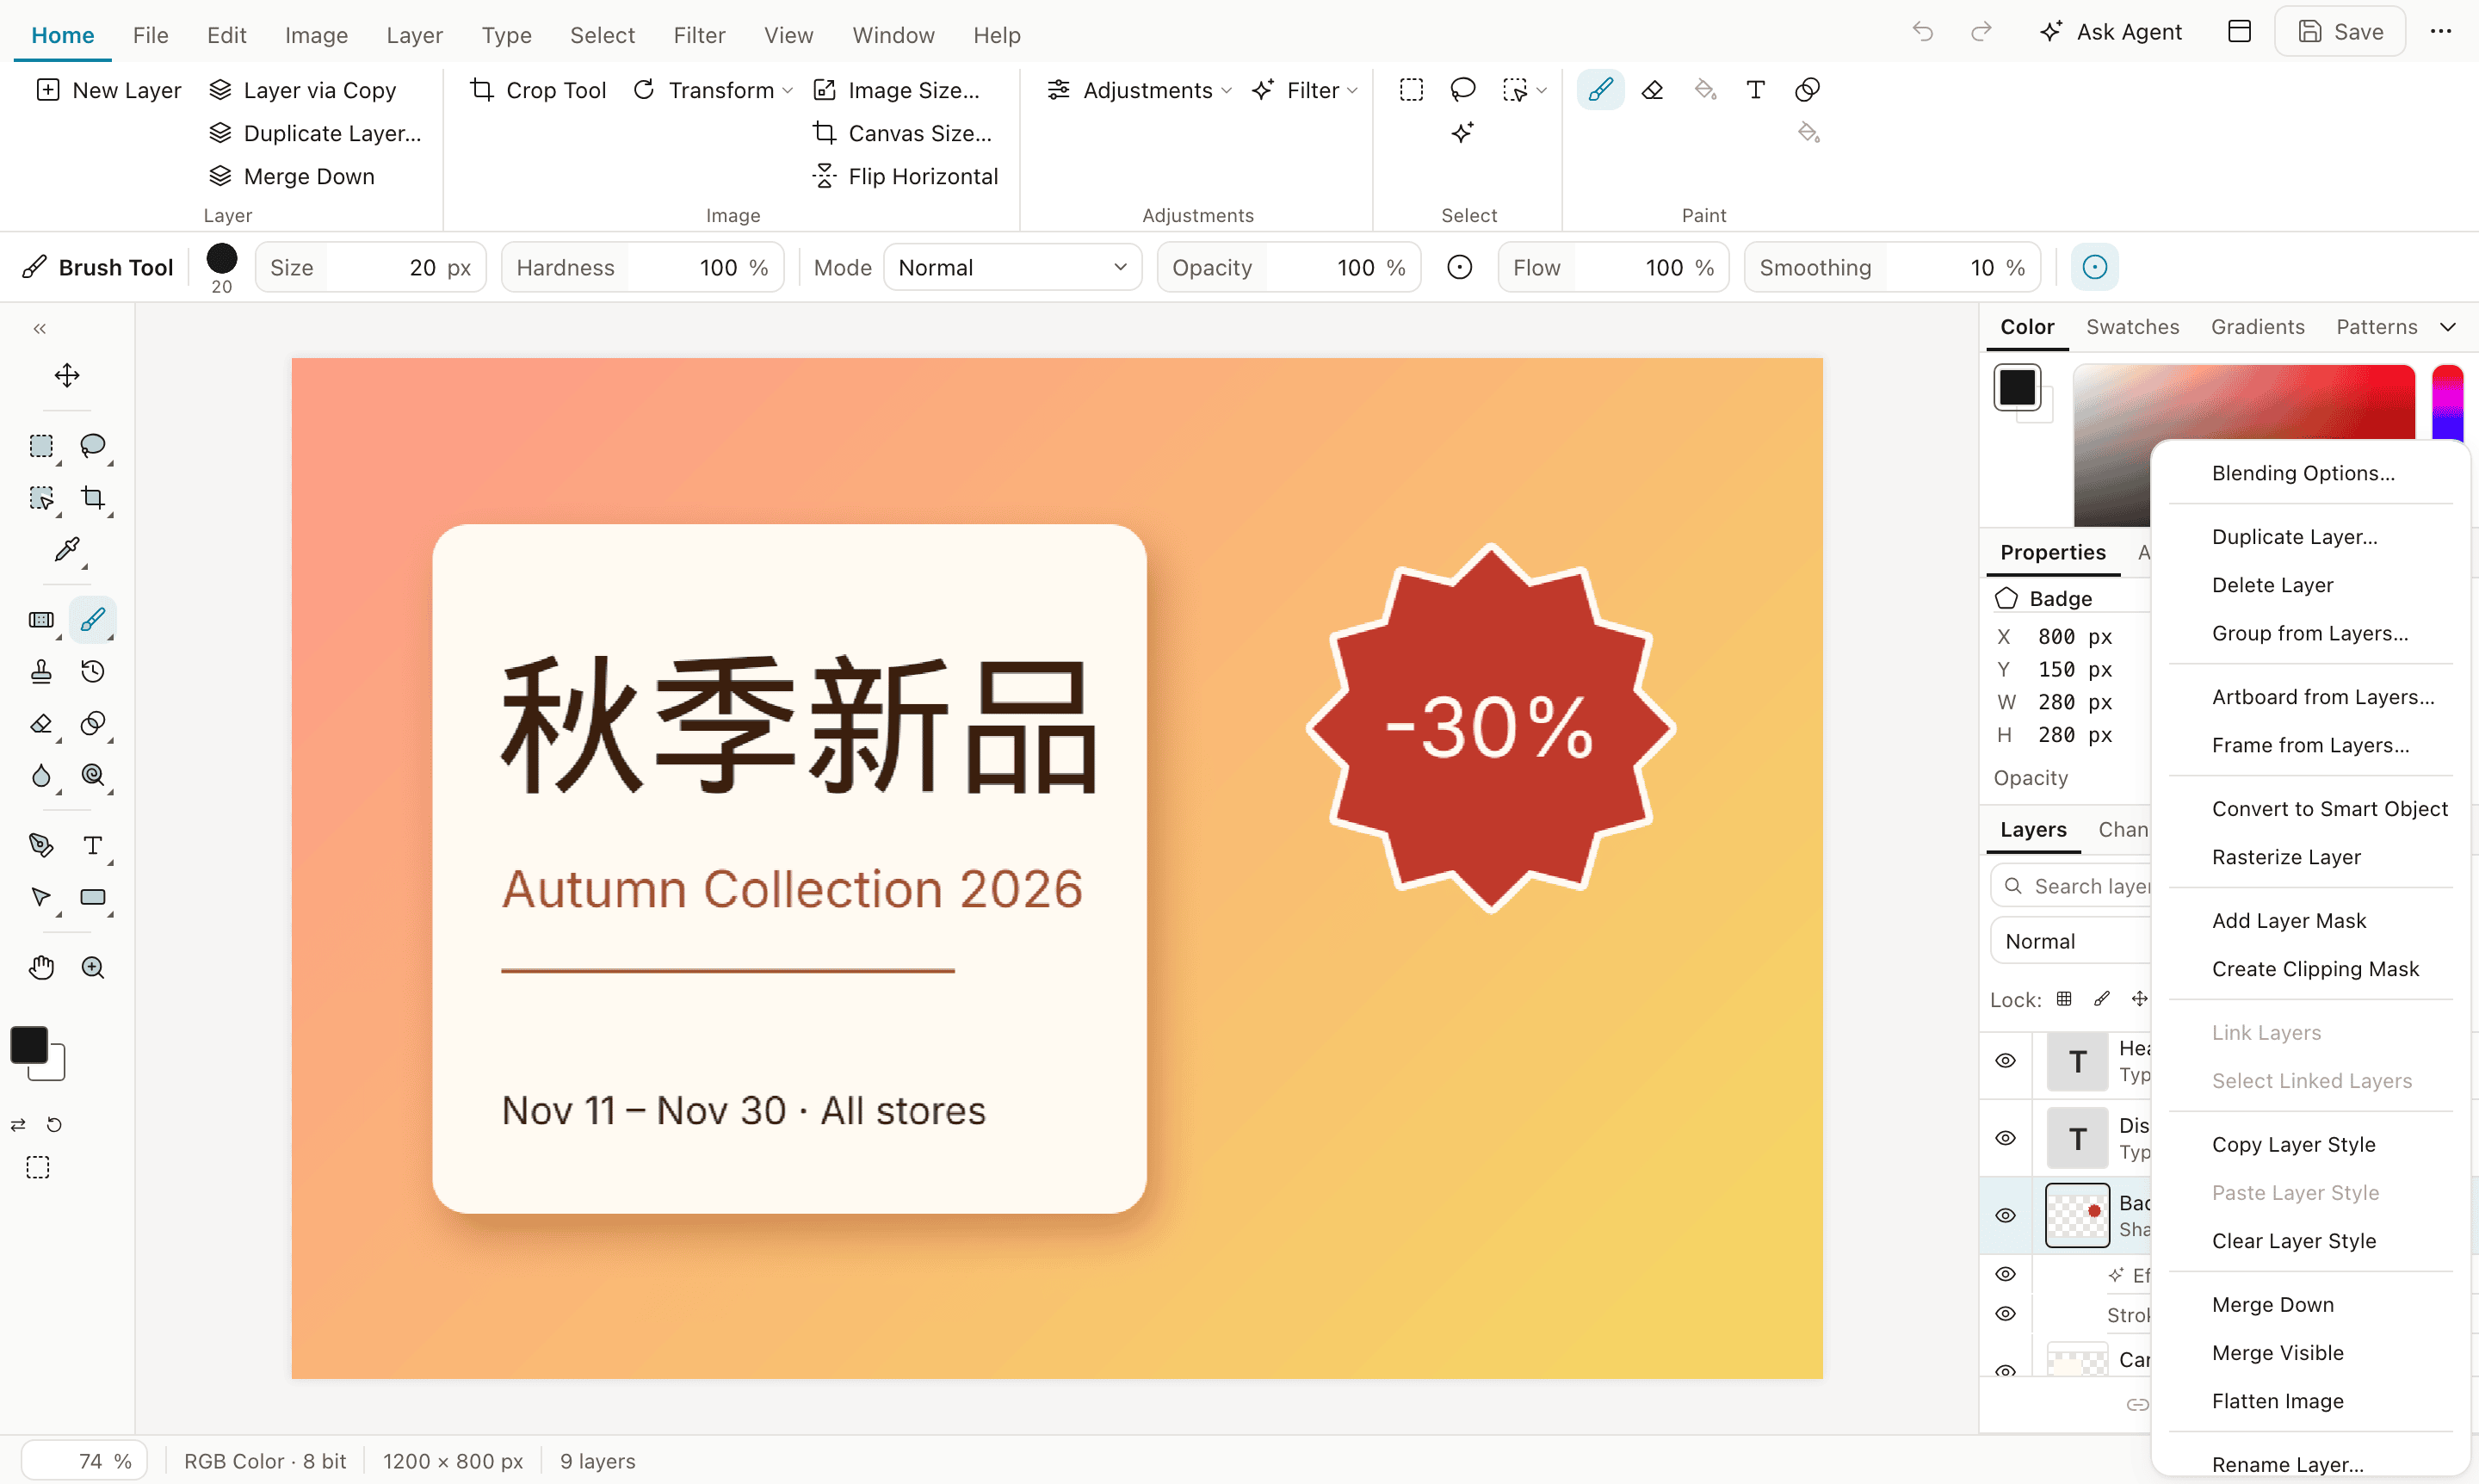 Home File Edit Image Layer Type Select Filter View Window Help Ask Agent Save
New Layer Layer via Copy Crop Tool Transform Image Size... Adjustments Filter
Duplicate Layer... Canvas Size...
Merge Down Flip Horizontal
Layer Image Adjustments Select Paint
Brush Tool 20 Size 20 px Hardness 100 % Mode Normal Opacity 100 % Flow 100 % Smoothing 10 %
Color Swatches Gradients Patterns
秋季新品
Autumn Collection 2026
Nov 11 – Nov 30 · All stores
-30%
Properties
Badge
X 800 px
Y 150 px
W 280 px
H 280 px
Opacity
Layers
Normal
Lock:
Blending Options...
Duplicate Layer...
Delete Layer
Group from Layers...
Artboard from Layers...
Frame from Layers...
Convert to Smart Object
Rasterize Layer
Add Layer Mask
Create Clipping Mask
Link Layers
Select Linked Layers
Copy Layer Style
Paste Layer Style
Clear Layer Style
Merge Down
Merge Visible
Flatten Image
Rename Layer...
Search
T
T
74 % RGB Color · 8 bit 1200 × 800 px 9 layers